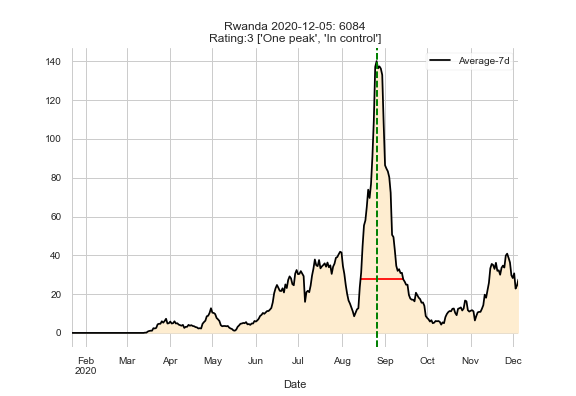 Rwanda 2020-12-05: 6084
Rating:3 ['One peak', 'In control']
Average-7d
140
120
100
80
60
40
20
0
Feb Mar Apr May Jun Jul Aug Sep Oct Nov Dec
2020
Date